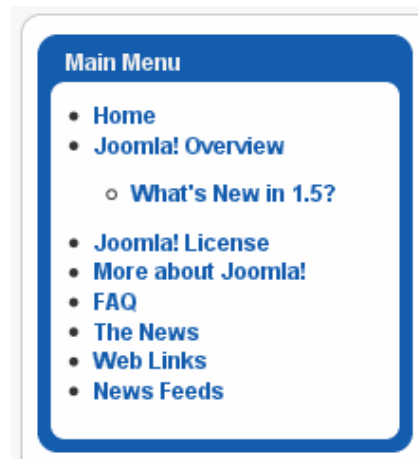 Main Menu
Home
Joomla! Overview
What's New in 1.5?
Joomla! License
More about Joomla!
FAQ
The News
Web Links
News Feeds